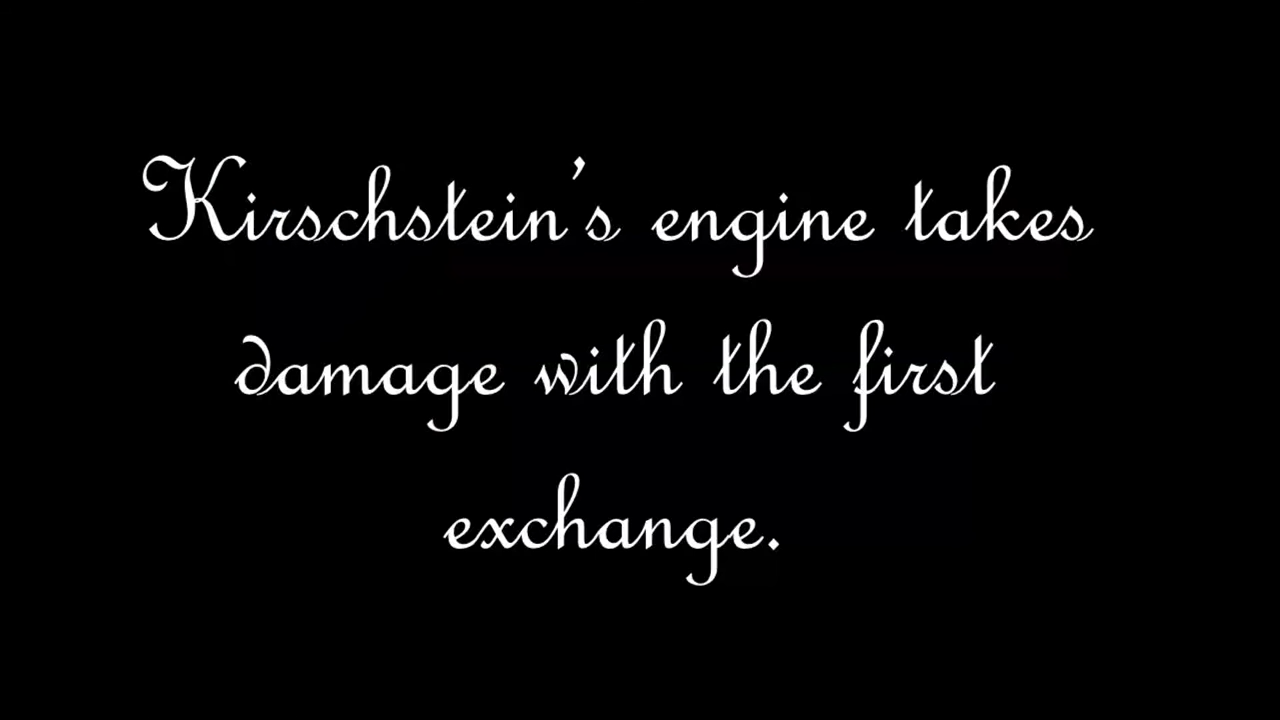 Kirschstein’s engine takes
damage with the first
exchange.